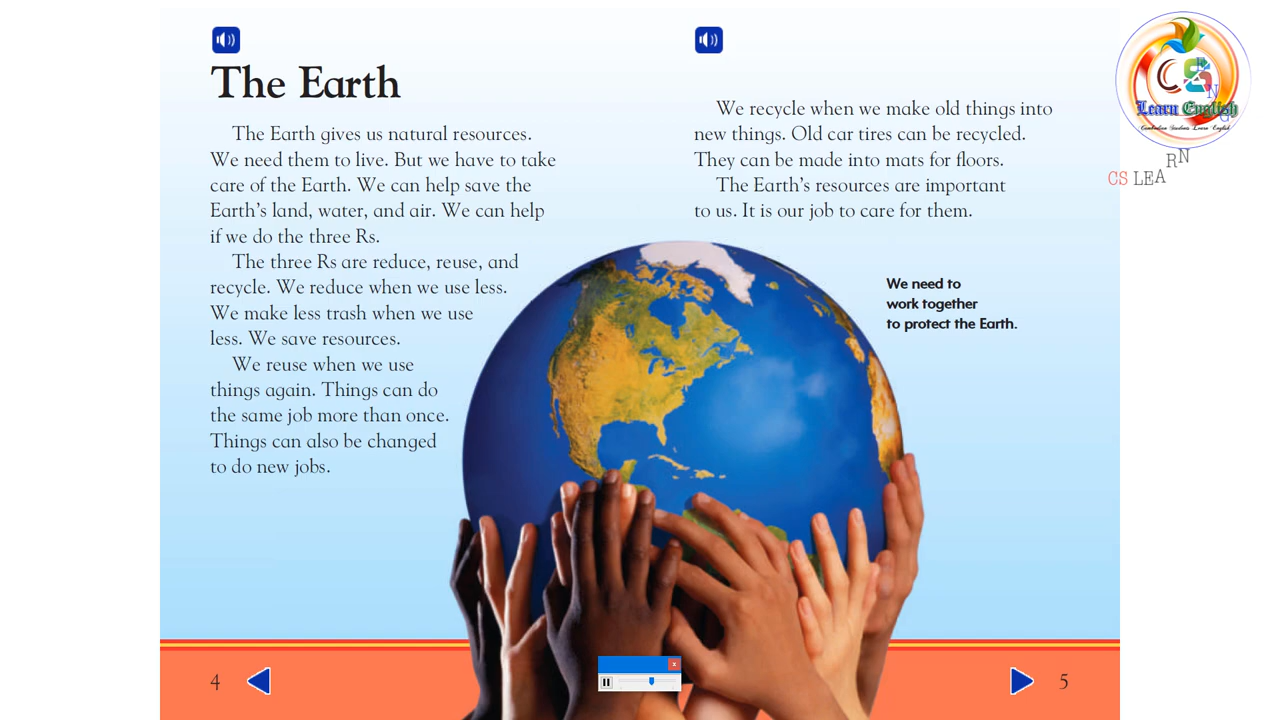 The Earth
The Earth gives us natural resources.
We need them to live. But we have to take
care of the Earth. We can help save the
Earth's land, water, and air. We can help
if we do the three Rs.
The three Rs are reduce, reuse, and
recycle. We reduce when we use less.
We make less trash when we use
less. We save resources.
We reuse when we use
things again. Things can do
the same job more than once.
Things can also be changed
to do new jobs.
4
We recycle when we make old things into
new things. Old car tires can be recycled.
They can be made into mats for floors.
The Earth's resources are important
to us. It is our job to care for them.
We need to
work together
to protect the Earth.
5
Learn English
Cambodian Students Learn English
CS LEARN